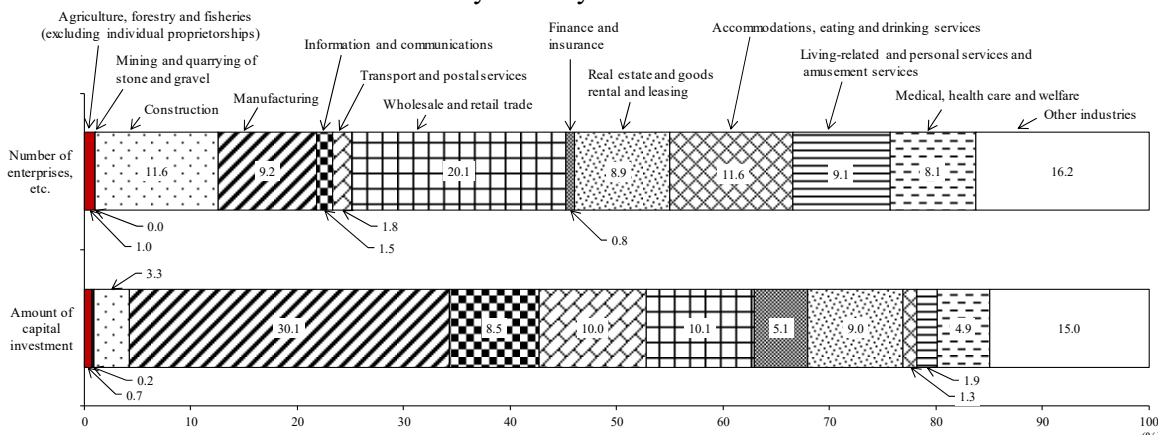 Agriculture, forestry and fisheries
(excluding individual proprietorships)
Mining and quarrying of
stone and gravel
Construction
Manufacturing
Information and communications
Transport and postal services
Wholesale and retail trade
Finance and
insurance
Real estate and goods
rental and leasing
Accommodations, eating and drinking services
Living-related and personal services and
amusement services
Medical, health care and welfare
Other industries
Number of
enterprises,
etc.
11.6
9.2
20.1
8.9
11.6
9.1
8.1
16.2
0.0
1.0
1.8
1.5
0.8
3.3
Amount of
capital
investment
30.1
8.5
10.0
10.1
5.1
9.0
4.9
15.0
0.2
0.7
1.9
1.3
0
10
20
30
40
50
60
70
80
90
100